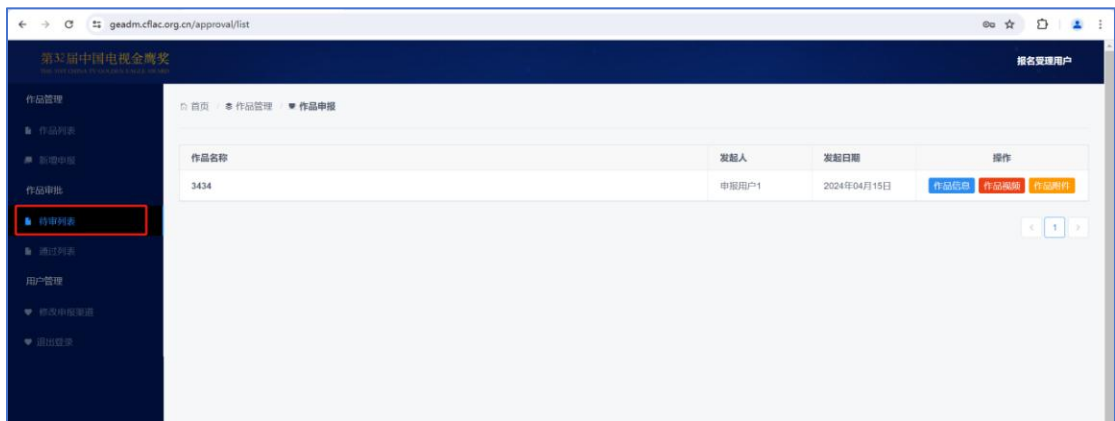 geadm.cflac.org.cn/approval/list
第32届中国电视金鹰奖
报名受理用户
作品管理
作品列表
新增申报
作品审批
待审列表
通过列表
用户管理
修改申报渠道
退出登录
首页 / 作品管理 / 作品申报
作品名称 发起人 发起日期 操作
3434 申报用户1 2024年04月15日 作品信息 作品视频 作品附件
1